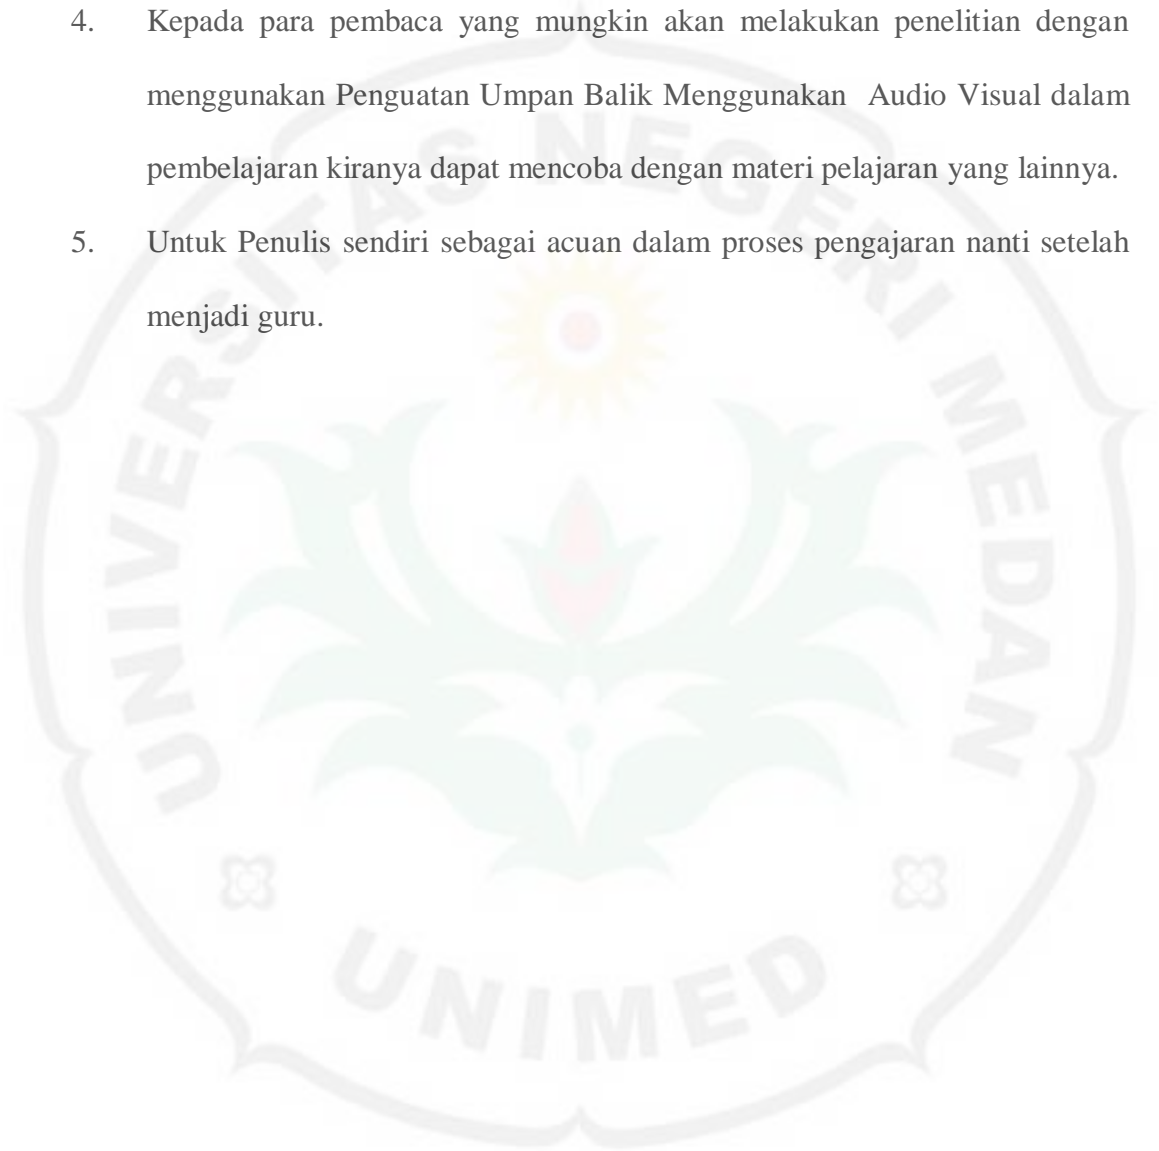 4. Kepada para pembaca yang mungkin akan melakukan penelitian dengan
menggunakan Penguatan Umpan Balik Menggunakan Audio Visual dalam
pembelajaran kiranya dapat mencoba dengan materi pelajaran yang lainnya.
5. Untuk Penulis sendiri sebagai acuan dalam proses pengajaran nanti setelah
menjadi guru.
UNIVERSITAS NEGERI MEDAN
UNIMED